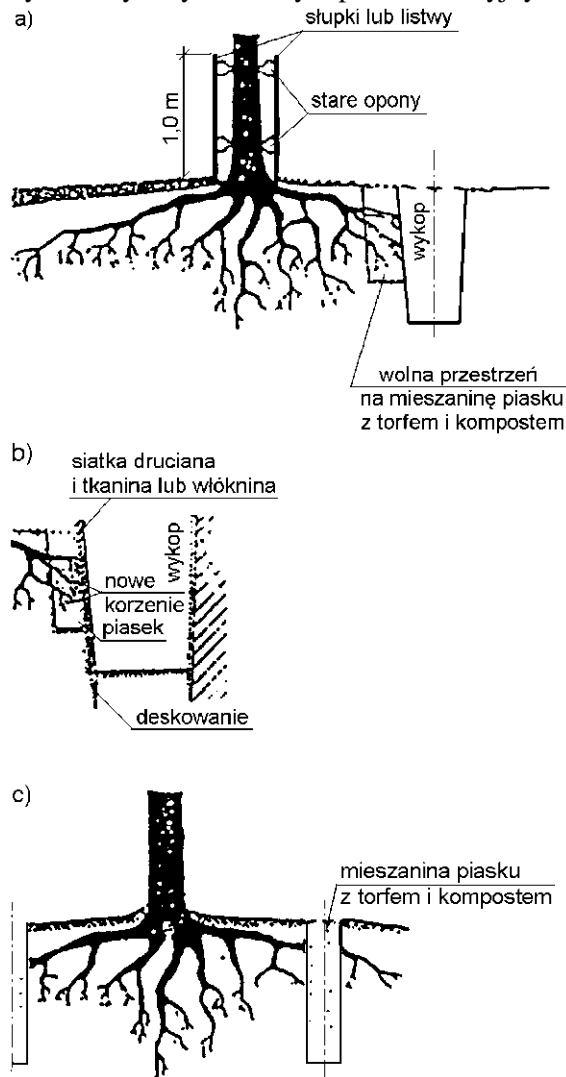 a)
słupki lub listwy
stare opony
1,0 m
wykop
wolna przestrzeń
na mieszaninę piasku
z torfem i kompostem
b)
siatka druciana
i tkanina lub włóknina
wykop
nowe
korzenie
piasek
deskowanie
c)
mieszanina piasku
z torfem i kompostem